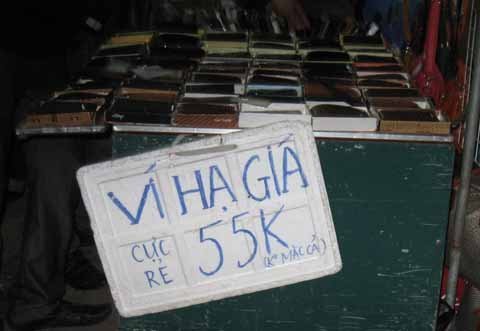 VÍ HẠ GIÁ
CỰC RẺ
55K
(K° MẶC CẢ)